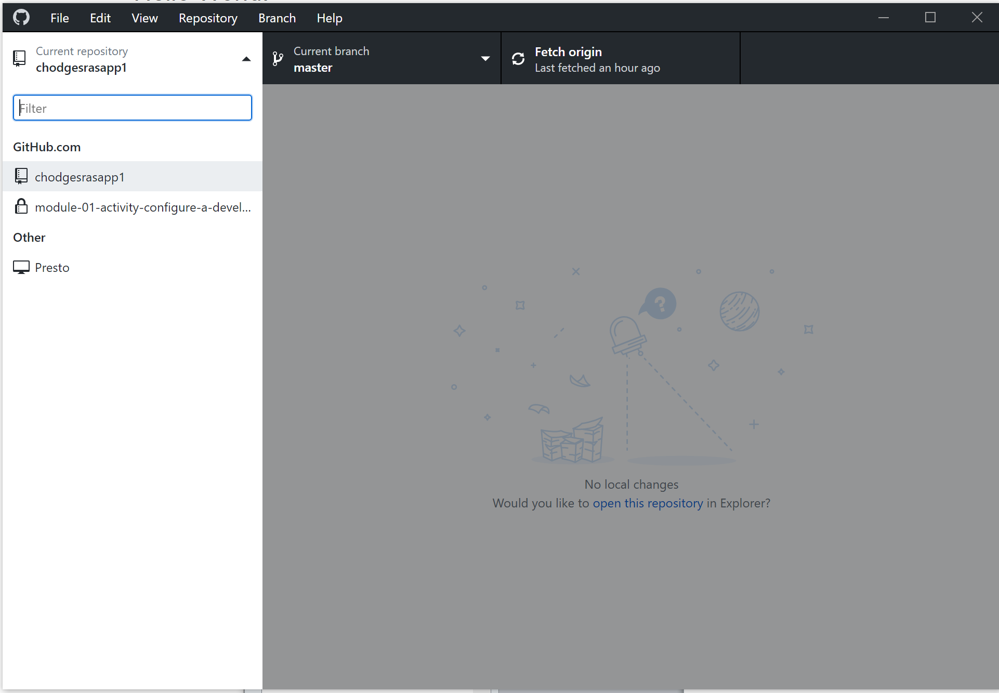 File Edit View Repository Branch Help
Current repository
chodgesrasapp1
Current branch
master
Fetch origin
Last fetched an hour ago
Filter
GitHub.com
chodgesrasapp1
module-01-activity-configure-a-devel...
Other
Presto
?
No local changes
Would you like to open this repository in Explorer?